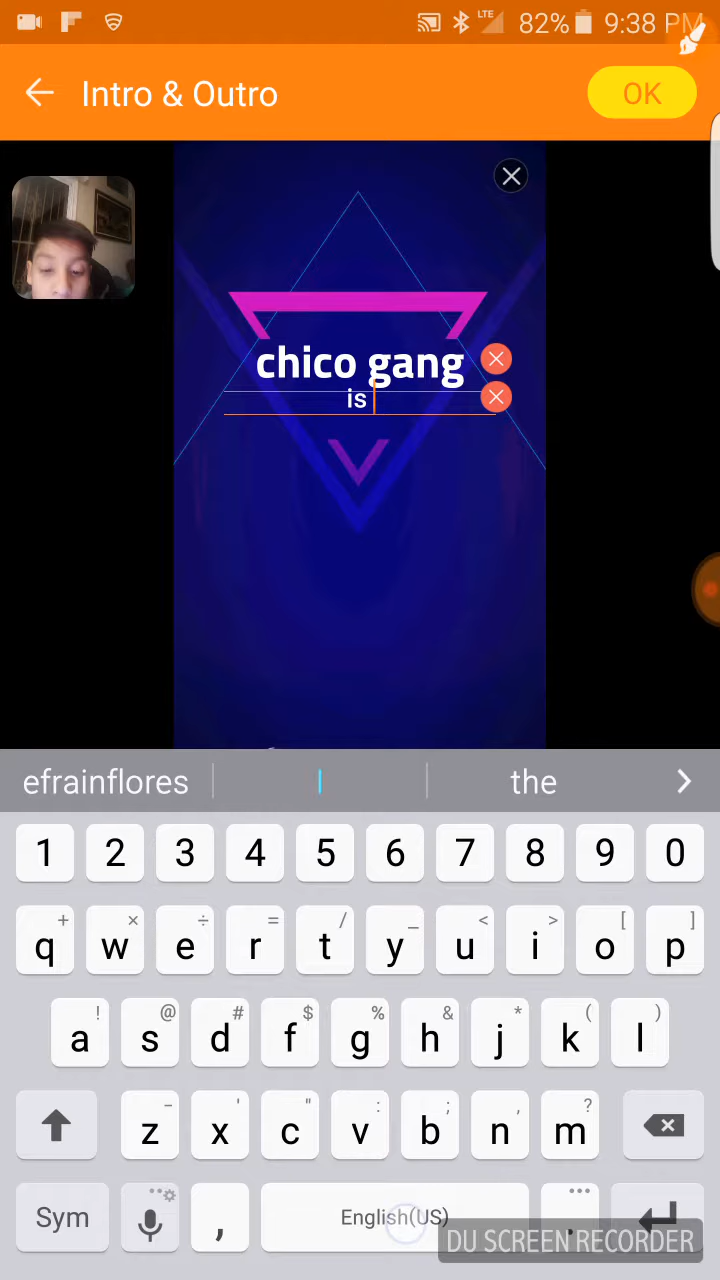 LTE 82% 9:38 PM
Intro & Outro OK
chico gang
is
efrainflores I the
1 2 3 4 5 6 7 8 9 0
+ × ÷ = / _ < > [ ]
q w e r t y u i o p
! @ # $ % & * ( )
a s d f g h j k l
- ' " : ; , ?
z x c v b n m
Sym , English(US) .
DU SCREEN RECORDER